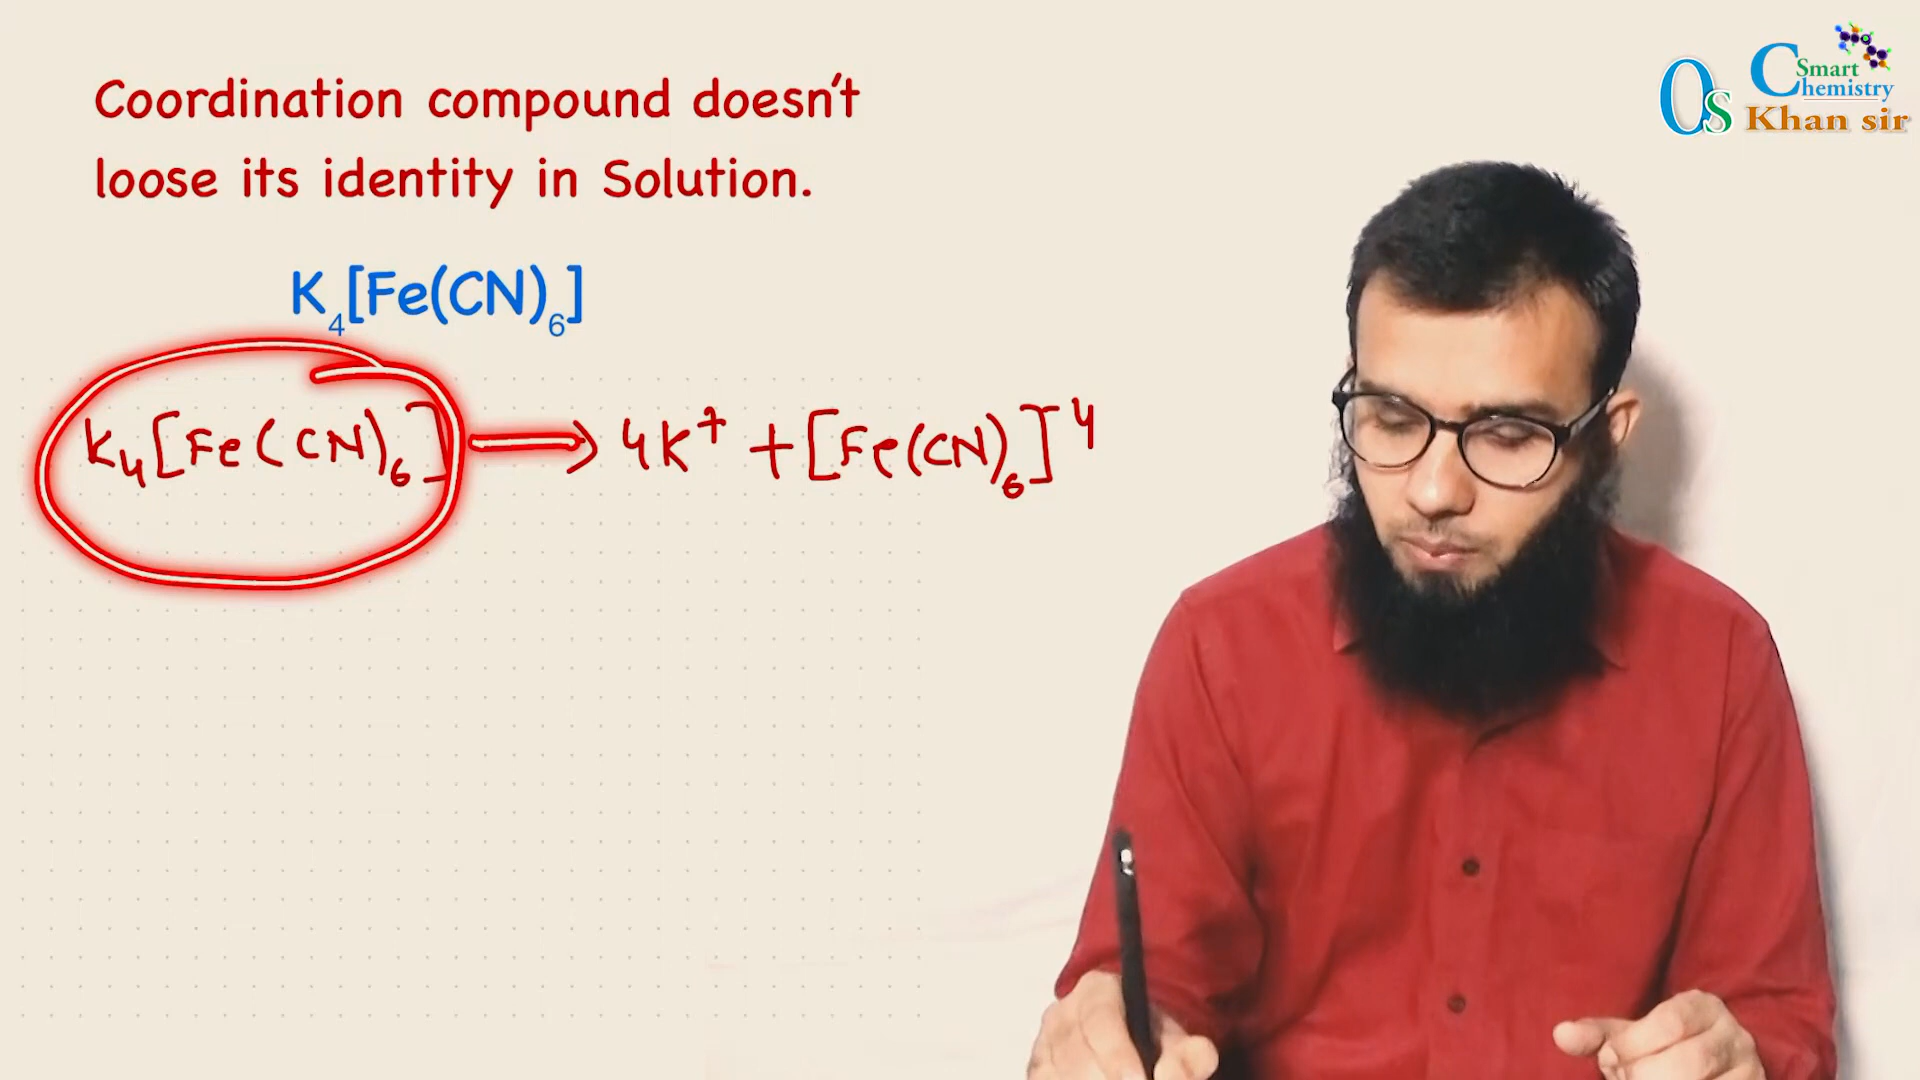 Coordination compound doesn't
loose its identity in Solution.
K₄[Fe(CN)₆]
K₄[Fe(CN)₆] → 4K⁺ + [Fe(CN)₆]⁴
Os Smart Chemistry
Khan sir